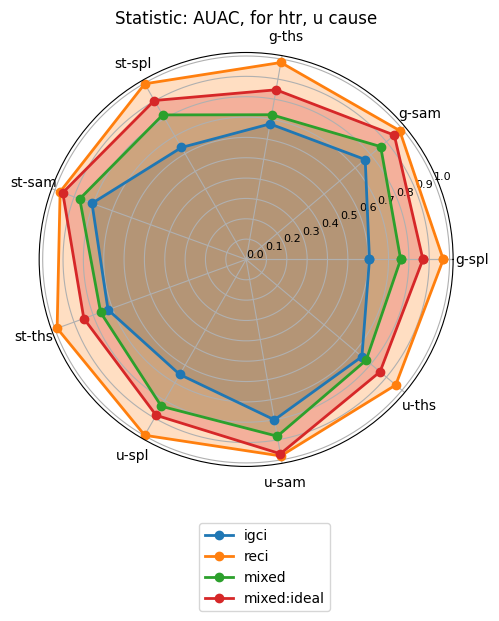 Statistic: AUAC, for htr, u cause
g-ths
st-spl
g-sam
st-sam
1.0
0.9
0.8
0.7
0.6
0.5
0.4
0.3
0.2
0.1
0.0
g-spl
st-ths
u-ths
u-spl
u-sam
igci
reci
mixed
mixed:ideal